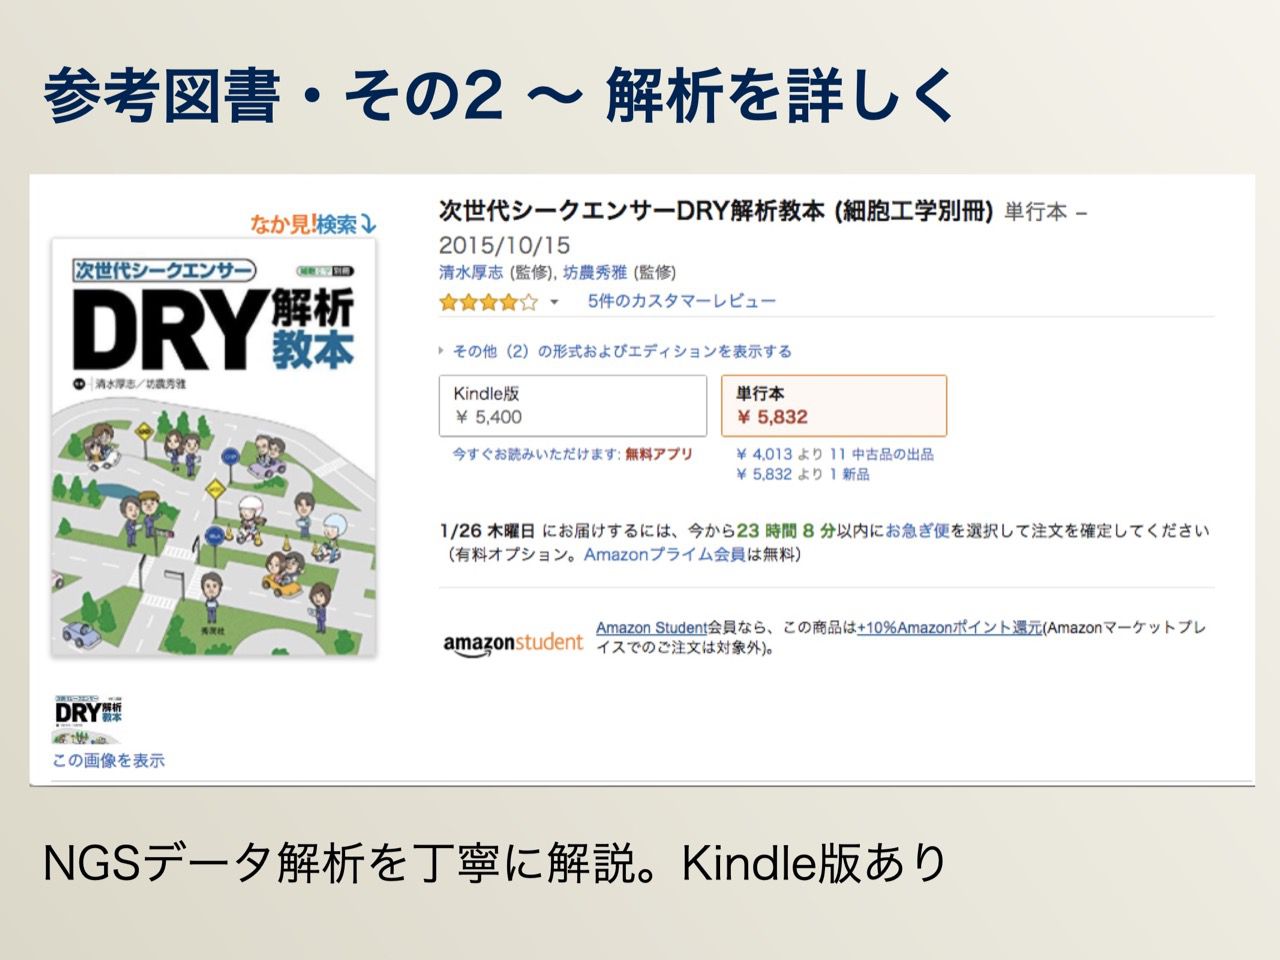 参考図書・その2 〜 解析を詳しく
なか見!検索
次世代シークエンサー
細胞工学別冊
DRY解析
教本
清水厚志/坊農秀雅
秀潤社
次世代シークエンサーDRY解析教本 (細胞工学別冊) 単行本 –
2015/10/15
清水厚志 (監修), 坊農秀雅 (監修)
5件のカスタマーレビュー
その他（2）の形式およびエディションを表示する
Kindle版
¥ 5,400
単行本
¥ 5,832
今すぐお読みいただけます: 無料アプリ
¥ 4,013 より 11 中古品の出品
¥ 5,832 より 1 新品
1/26 木曜日 にお届けするには、今から23 時間 8 分以内にお急ぎ便を選択して注文を確定してください
（有料オプション。Amazonプライム会員は無料）
amazonstudent
Amazon Student会員なら、この商品は+10%Amazonポイント還元(Amazonマーケットプレ
イスでのご注文は対象外)。
DRY解析
教本
この画像を表示
NGSデータ解析を丁寧に解説。Kindle版あり